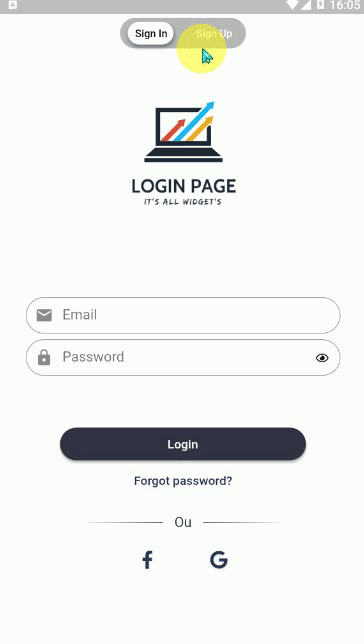 16:05
Sign In
Sign Up
LOGIN PAGE
IT'S ALL WIDGET'S
Email
Password
Login
Forgot password?
Ou